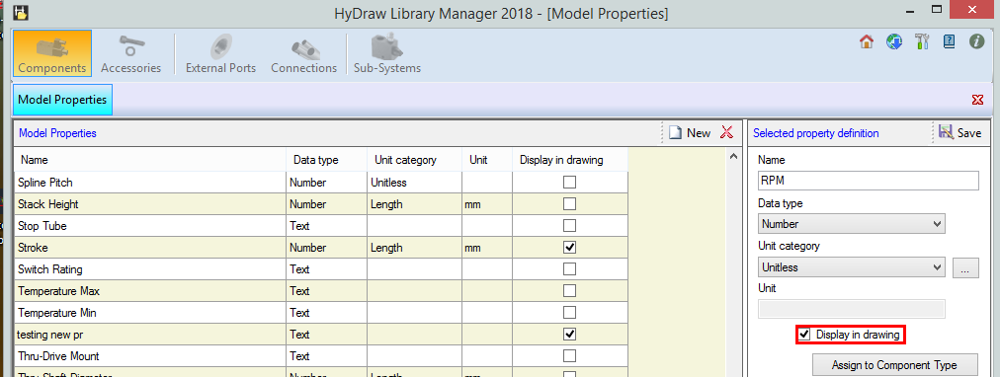 HyDraw Library Manager 2018 - [Model Properties]
Components Accessories External Ports Connections Sub-Systems
Model Properties
Model Properties New
Name Data type Unit category Unit Display in drawing
Spline Pitch Number Unitless
Stack Height Number Length mm
Stop Tube Text
Stroke Number Length mm
Switch Rating Text
Temperature Max Text
Temperature Min Text
testing new pr Text
Thru-Drive Mount Text
Thru-Shaft Diameter Number Length mm
Selected property definition Save
Name
RPM
Data type
Number
Unit category
Unitless
...
Unit
Display in drawing
Assign to Component Type